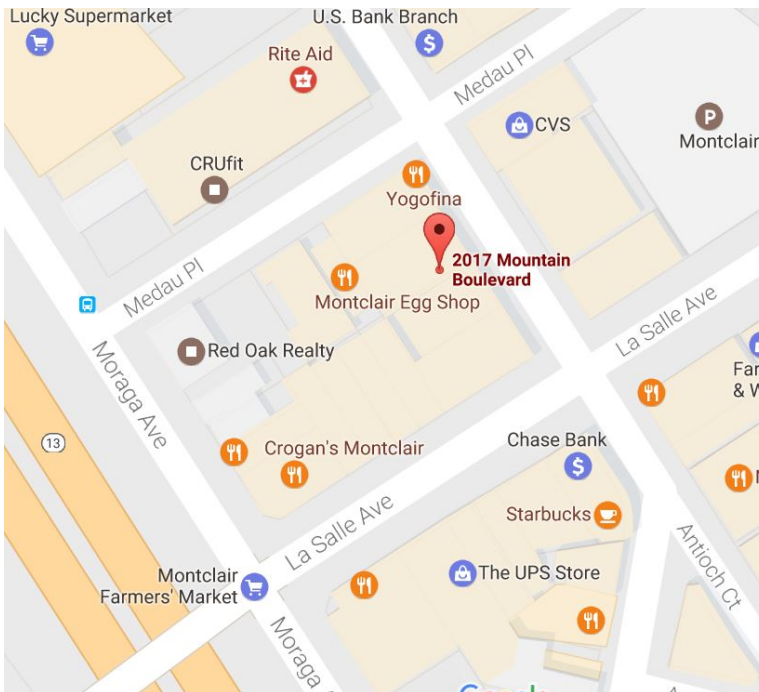 Lucky Supermarket
U.S. Bank Branch
$
Rite Aid
Medau Pl
CVS
P
Montclair
CRUfit
Yogofina
2017 Mountain
Boulevard
Medau Pl
Montclair Egg Shop
La Salle Ave
Red Oak Realty
Moraga Ave
Far
& W
13
Crogan's Montclair
Chase Bank
$
Starbucks
La Salle Ave
Antioch Ct
The UPS Store
Montclair
Farmers' Market
Moraga